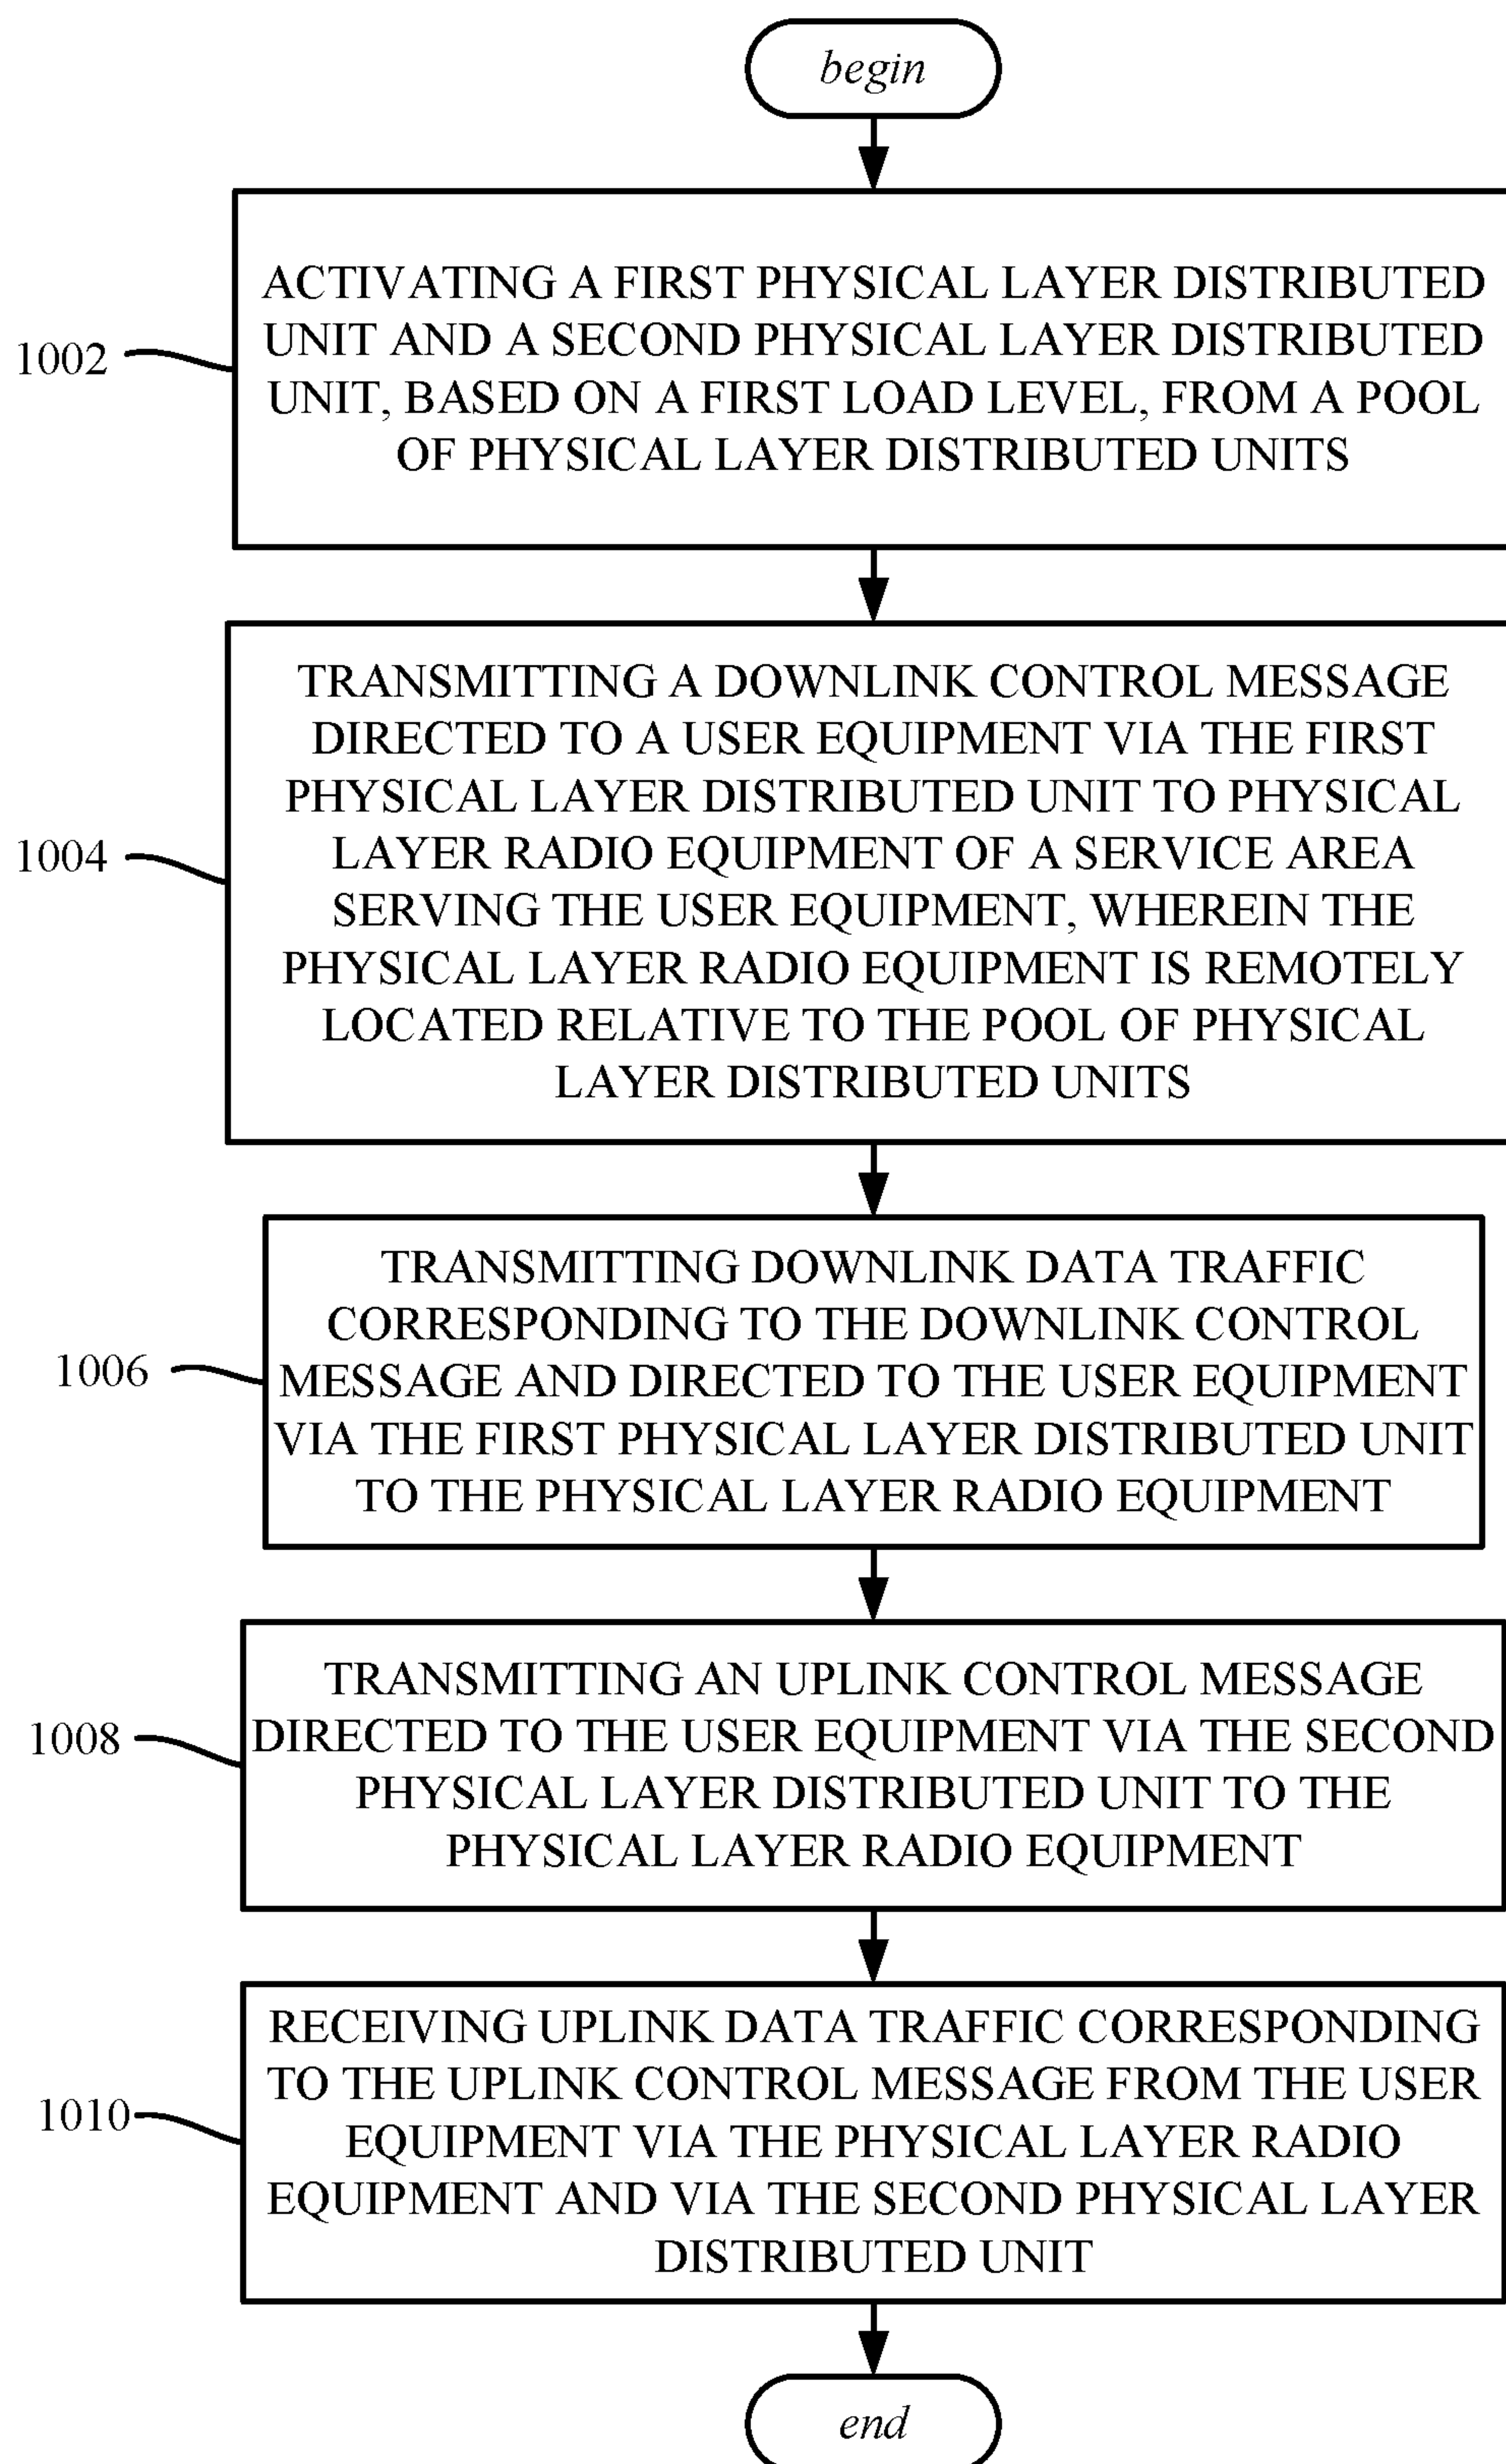 begin
ACTIVATING A FIRST PHYSICAL LAYER DISTRIBUTED
UNIT AND A SECOND PHYSICAL LAYER DISTRIBUTED
UNIT, BASED ON A FIRST LOAD LEVEL, FROM A POOL
OF PHYSICAL LAYER DISTRIBUTED UNITS
1002
TRANSMITTING A DOWNLINK CONTROL MESSAGE
DIRECTED TO A USER EQUIPMENT VIA THE FIRST
PHYSICAL LAYER DISTRIBUTED UNIT TO PHYSICAL
LAYER RADIO EQUIPMENT OF A SERVICE AREA
SERVING THE USER EQUIPMENT, WHEREIN THE
PHYSICAL LAYER RADIO EQUIPMENT IS REMOTELY
LOCATED RELATIVE TO THE POOL OF PHYSICAL
LAYER DISTRIBUTED UNITS
1004
TRANSMITTING DOWNLINK DATA TRAFFIC
CORRESPONDING TO THE DOWNLINK CONTROL
MESSAGE AND DIRECTED TO THE USER EQUIPMENT
VIA THE FIRST PHYSICAL LAYER DISTRIBUTED UNIT
TO THE PHYSICAL LAYER RADIO EQUIPMENT
1006
TRANSMITTING AN UPLINK CONTROL MESSAGE
DIRECTED TO THE USER EQUIPMENT VIA THE SECOND
PHYSICAL LAYER DISTRIBUTED UNIT TO THE
PHYSICAL LAYER RADIO EQUIPMENT
1008
RECEIVING UPLINK DATA TRAFFIC CORRESPONDING
TO THE UPLINK CONTROL MESSAGE FROM THE USER
EQUIPMENT VIA THE PHYSICAL LAYER RADIO
EQUIPMENT AND VIA THE SECOND PHYSICAL LAYER
DISTRIBUTED UNIT
1010
end